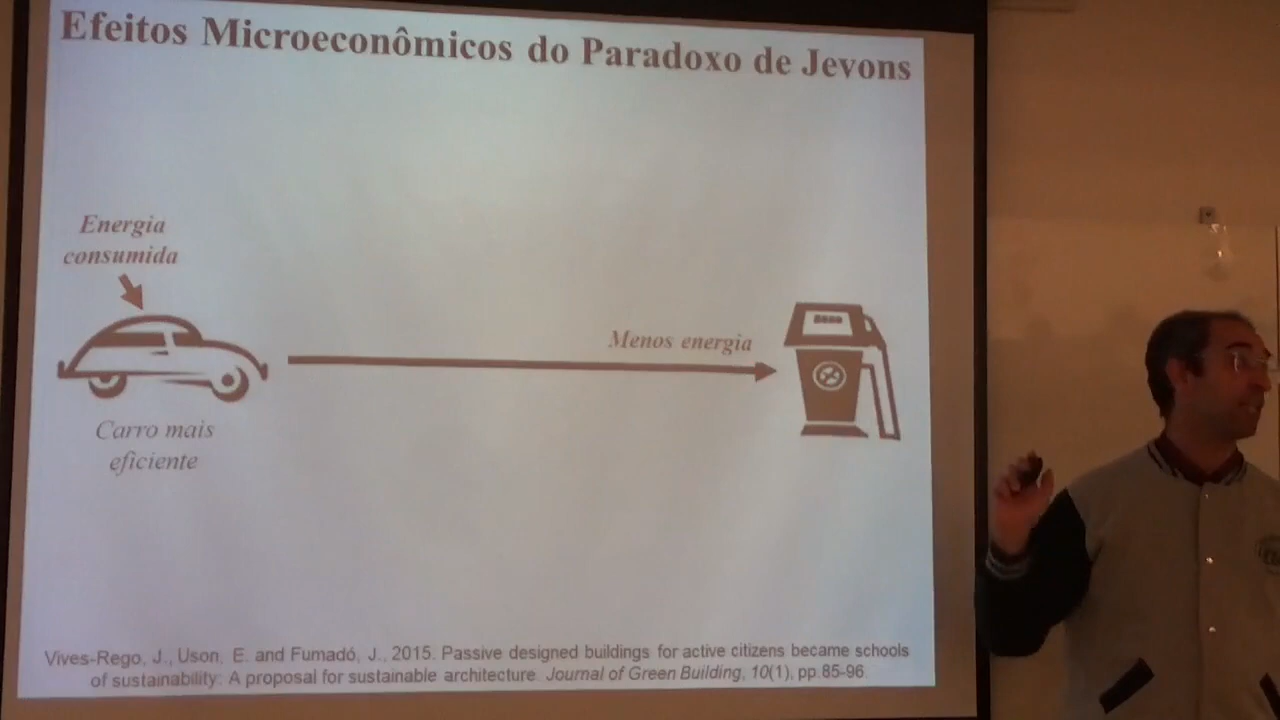 Efeitos Microeconômicos do Paradoxo de Jevons
Energia
consumida
Menos energia
Carro mais
eficiente
Vives-Rego, J., Uson, E. and Fumadó, J., 2015. Passive designed buildings for active citizens became schools
of sustainability: A proposal for sustainable architecture. Journal of Green Building, 10(1), pp.85-96.